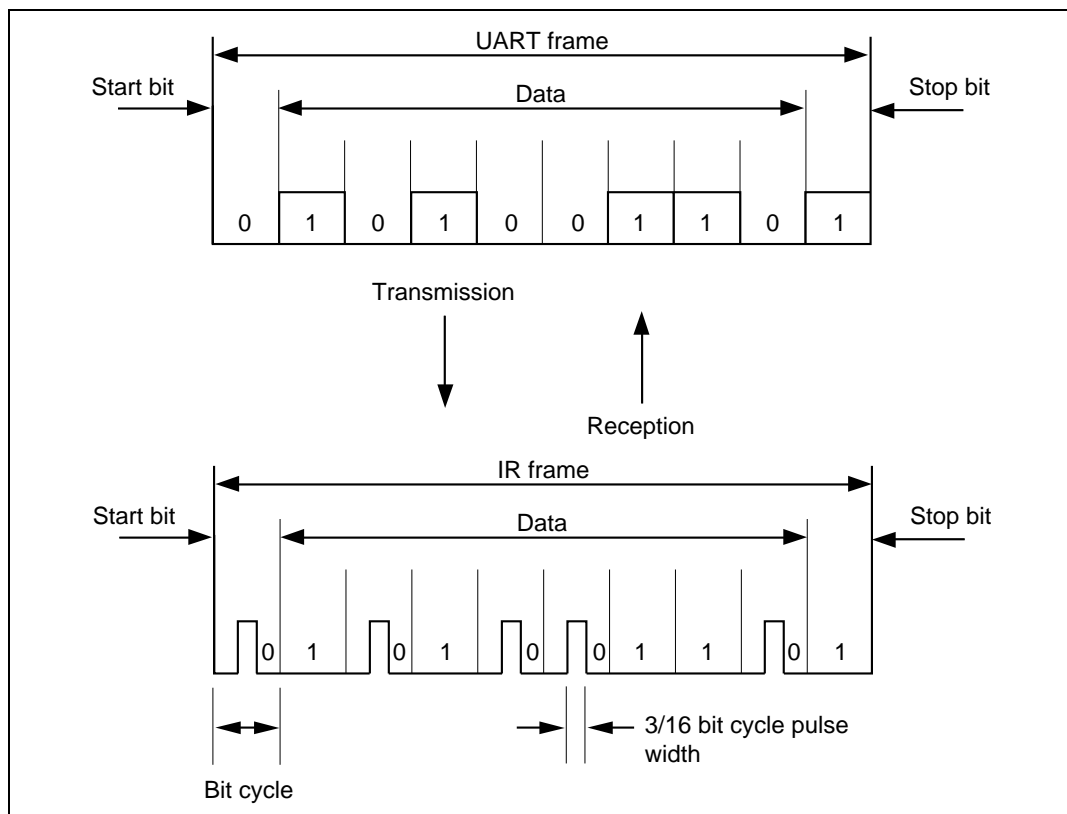 UART frame
Start bit
Data
Stop bit
0 1 0 1 0 0 1 1 0 1
Transmission
Reception
IR frame
Start bit
Data
Stop bit
0 1 0 1 0 0 1 1 0 1
3/16 bit cycle pulse
width
Bit cycle